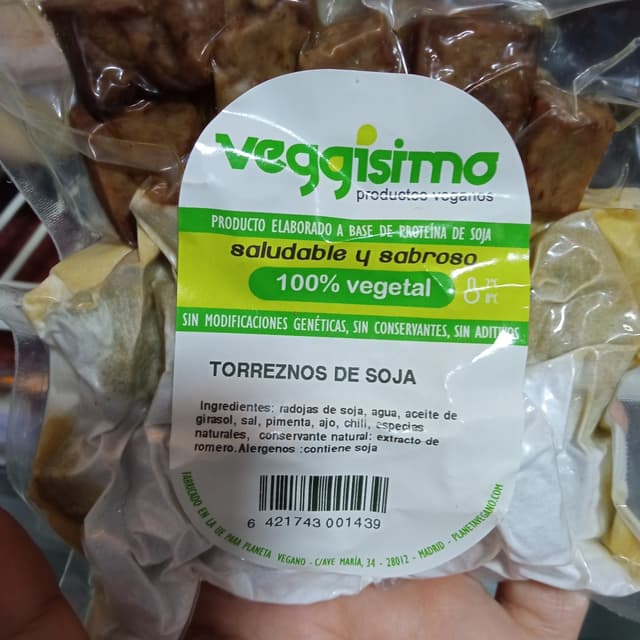 veggisimo
productos veganos
PRODUCTO ELABORADO A BASE DE PROTEÍNA DE SOJA
saludable y sabroso
100% vegetal
SIN MODIFICACIONES GENÉTICAS, SIN CONSERVANTES, SIN ADITIVOS
TORREZNOS DE SOJA
Ingredientes: radojas de soja, agua, aceite de
girasol, sal, pimenta, ajo, chili, especias
naturales, conservante natural: extracto de
romero.Alergenos :contiene soja
6 421743 001439
FABRICADO EN LA UE PARA PLANETA VEGANO - C/AVE MARÍA, 34 - 28012 - MADRID - PLANETAVEGANO.COM